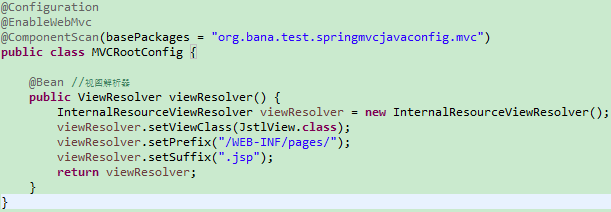 @Configuration
@EnableWebMvc
@ComponentScan(basePackages = "org.bana.test.springmvcjavaconfig.mvc")
public class MVCRootConfig {
@Bean //视图解析器
public ViewResolver viewResolver() {
InternalResourceViewResolver viewResolver = new InternalResourceViewResolver();
viewResolver.setViewClass(JstlView.class);
viewResolver.setPrefix("/WEB-INF/pages/");
viewResolver.setSuffix(".jsp");
return viewResolver;
}
}